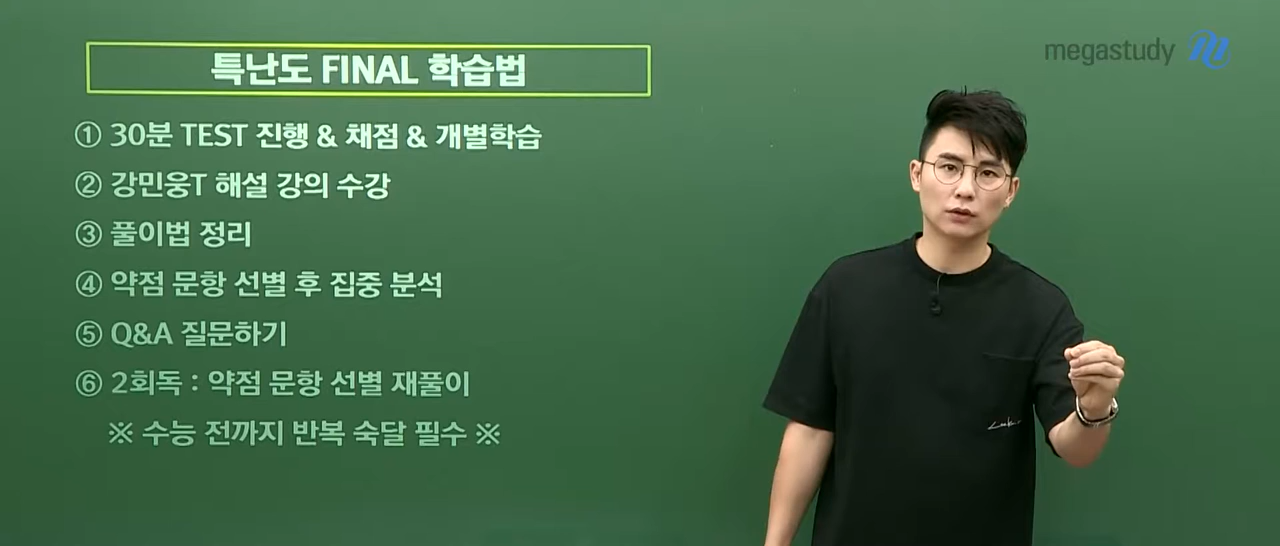 megastudy
특난도 FINAL 학습법
① 30분 TEST 진행 & 채점 & 개별학습
② 강민웅T 해설 강의 수강
③ 풀이법 정리
④ 약점 문항 선별 후 집중 분석
⑤ Q&A 질문하기
⑥ 2회독 : 약점 문항 선별 재풀이
※ 수능 전까지 반복 숙달 필수 ※